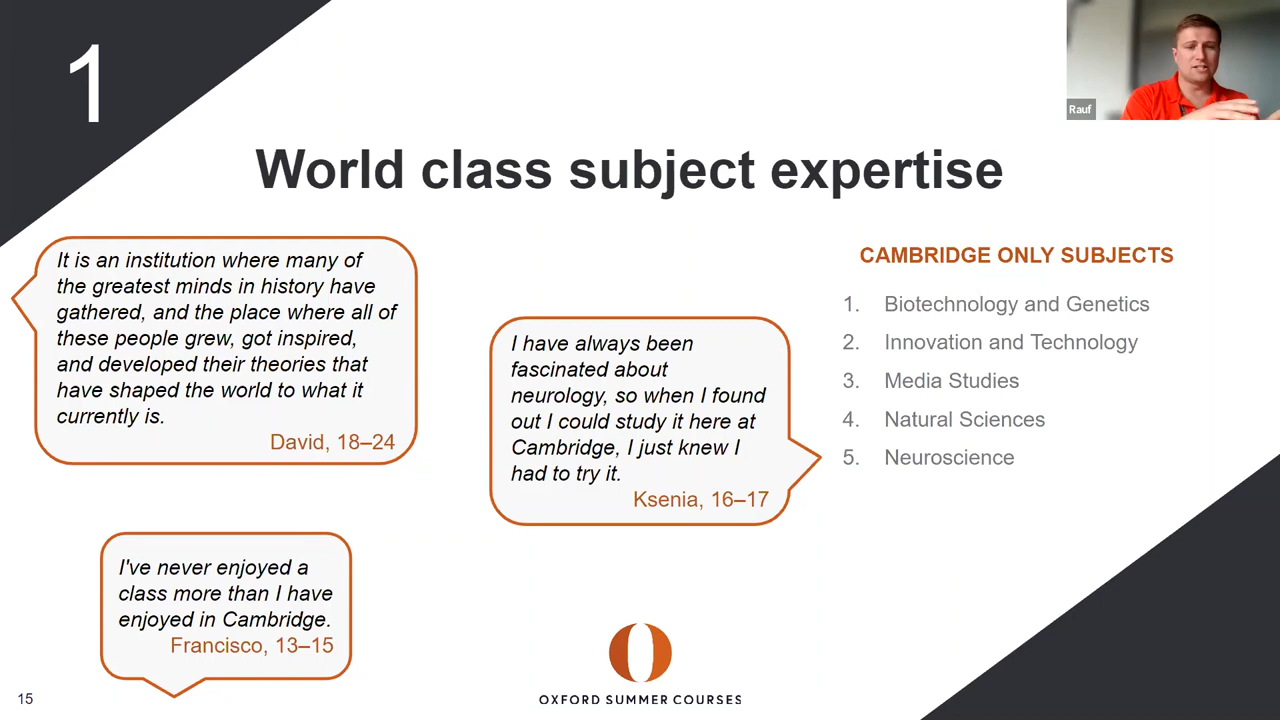 1
Rauf
World class subject expertise
It is an institution where many of
the greatest minds in history have
gathered, and the place where all of
these people grew, got inspired,
and developed their theories that
have shaped the world to what it
currently is.
David, 18–24
I have always been
fascinated about
neurology, so when I found
out I could study it here at
Cambridge, I just knew I
had to try it.
Ksenia, 16–17
I've never enjoyed a
class more than I have
enjoyed in Cambridge.
Francisco, 13–15
CAMBRIDGE ONLY SUBJECTS
1. Biotechnology and Genetics
2. Innovation and Technology
3. Media Studies
4. Natural Sciences
5. Neuroscience
OXFORD SUMMER COURSES
15